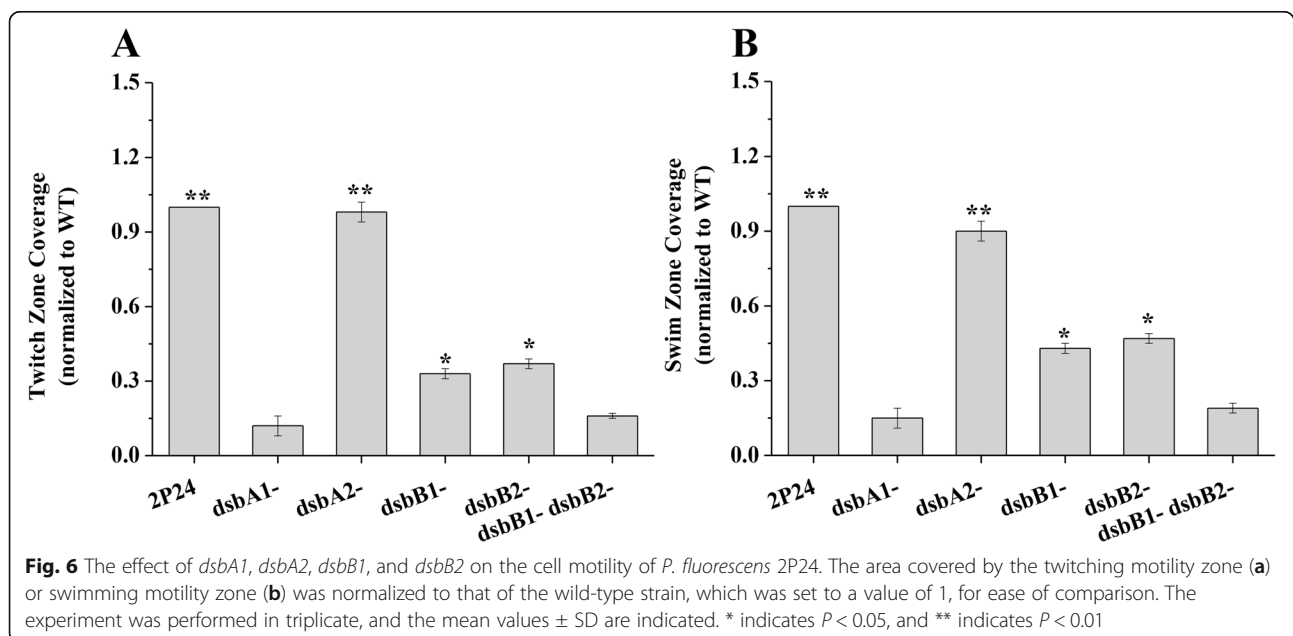 A
Twitch Zone Coverage
(normalized to WT)
1.5
1.2
0.9
0.6
0.3
0.0
**
**
*
*
2P24
dsbA1-
dsbA2-
dsbB1-
dsbB2-
dsbB1- dsbB2-
B
Swim Zone Coverage
(normalized to WT)
1.5
1.2
0.9
0.6
0.3
0.0
**
**
*
*
2P24
dsbA1-
dsbA2-
dsbB1-
dsbB2-
dsbB1- dsbB2-
Fig. 6 The effect of dsbA1, dsbA2, dsbB1, and dsbB2 on the cell motility of P. fluorescens 2P24. The area covered by the twitching motility zone (a)
or swimming motility zone (b) was normalized to that of the wild-type strain, which was set to a value of 1, for ease of comparison. The
experiment was performed in triplicate, and the mean values ± SD are indicated. * indicates P < 0.05, and ** indicates P < 0.01